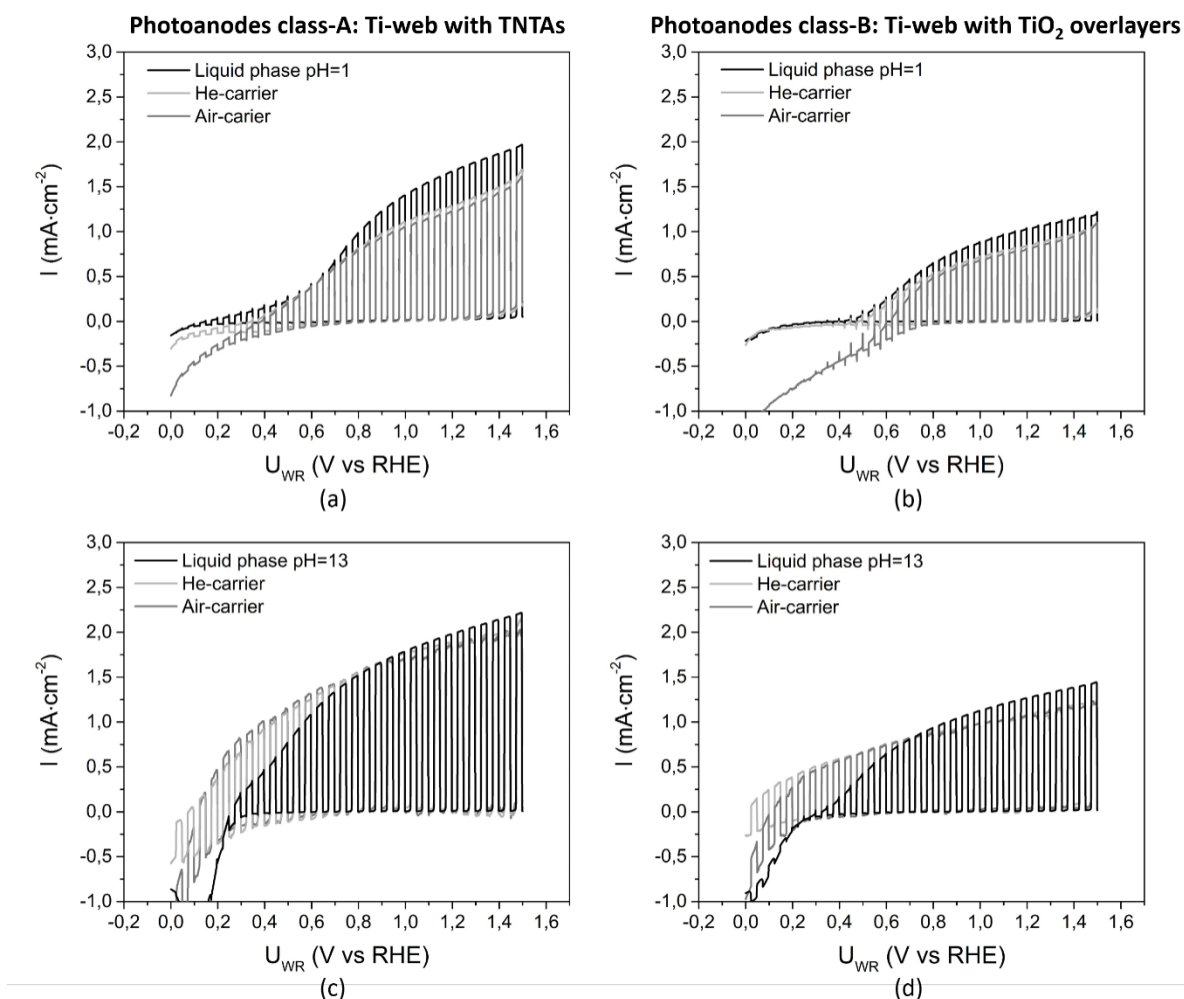 Photoanodes class-A: Ti-web with TNTAs
Photoanodes class-B: Ti-web with TiO₂ overlayers
3,0
2,5
2,0
1,5
1,0
0,5
0,0
-0,5
-1,0
I (mA·cm⁻²)
Liquid phase pH=1
He-carrier
Air-carier
-0,2 0,0 0,2 0,4 0,6 0,8 1,0 1,2 1,4 1,6
U_WR (V vs RHE)
(a)
3,0
2,5
2,0
1,5
1,0
0,5
0,0
-0,5
-1,0
I (mA·cm⁻²)
Liquid phase pH=1
He-carrier
Air-carrier
-0,2 0,0 0,2 0,4 0,6 0,8 1,0 1,2 1,4 1,6
U_WR (V vs RHE)
(b)
3,0
2,5
2,0
1,5
1,0
0,5
0,0
-0,5
-1,0
I (mA·cm⁻²)
Liquid phase pH=13
He-carrier
Air-carrier
-0,2 0,0 0,2 0,4 0,6 0,8 1,0 1,2 1,4 1,6
U_WR (V vs RHE)
(c)
3,0
2,5
2,0
1,5
1,0
0,5
0,0
-0,5
-1,0
I (mA·cm⁻²)
Liquid phase pH=13
He-carrier
Air-carrier
-0,2 0,0 0,2 0,4 0,6 0,8 1,0 1,2 1,4 1,6
U_WR (V vs RHE)
(d)